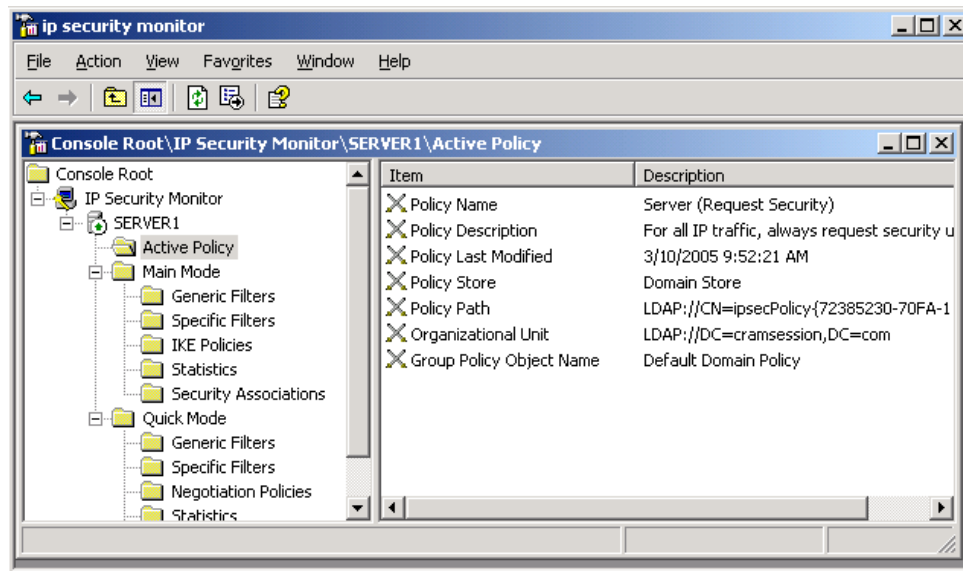 ip security monitor
File Action View Favorites Window Help
Console Root\IP Security Monitor\SERVER1\Active Policy
Console Root
IP Security Monitor
SERVER1
Active Policy
Main Mode
Generic Filters
Specific Filters
IKE Policies
Statistics
Security Associations
Quick Mode
Generic Filters
Specific Filters
Negotiation Policies
Statistics
Item Description
Policy Name Server (Request Security)
Policy Description For all IP traffic, always request security u
Policy Last Modified 3/10/2005 9:52:21 AM
Policy Store Domain Store
Policy Path LDAP://CN=ipsecPolicy{72385230-70FA-1
Organizational Unit LDAP://DC=cramsession,DC=com
Group Policy Object Name Default Domain Policy